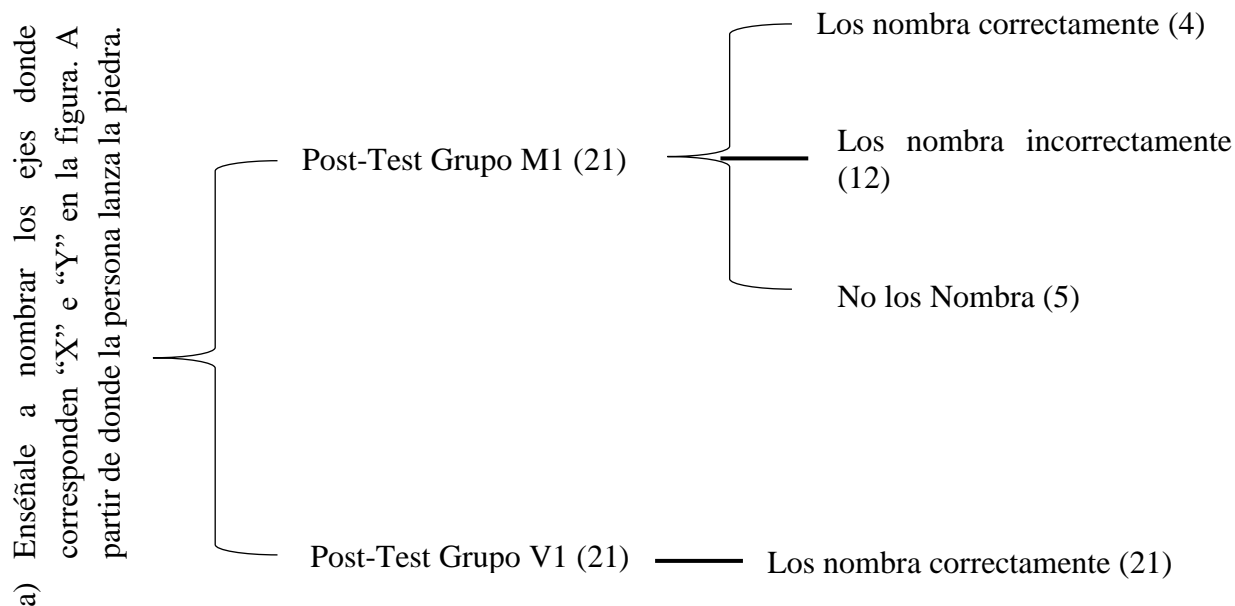 a) Enséñale a nombrar los ejes donde
corresponden “X” e “Y” en la figura. A
partir de donde la persona lanza la piedra.
Post-Test Grupo M1 (21)
Los nombra correctamente (4)
Los nombra incorrectamente
(12)
No los Nombra (5)
Post-Test Grupo V1 (21)
Los nombra correctamente (21)